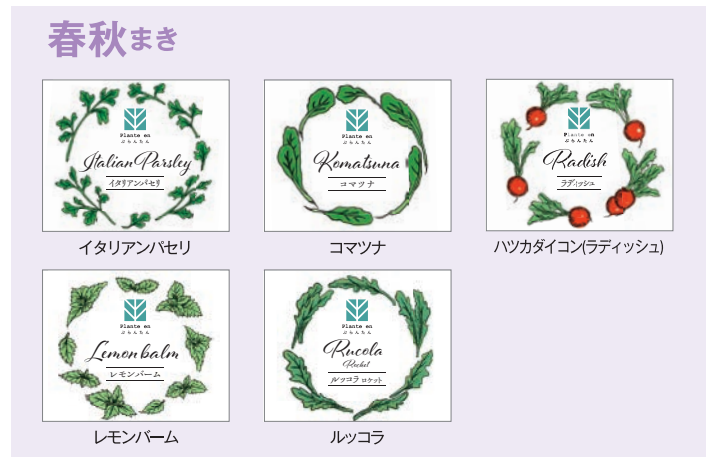 春秋まき
Plante en
ぷらんたん
Italian Parsley
イタリアンパセリ
イタリアンパセリ
Plante en
ぷらんたん
Komatsuna
コマツナ
コマツナ
Plante en
ぷらんたん
Radish
ラディッシュ
ハツカダイコン(ラディッシュ)
Plante en
ぷらんたん
Lemon balm
レモンバーム
レモンバーム
Plante en
ぷらんたん
Rucola
Rocket
ルッコラ ロケット
ルッコラ